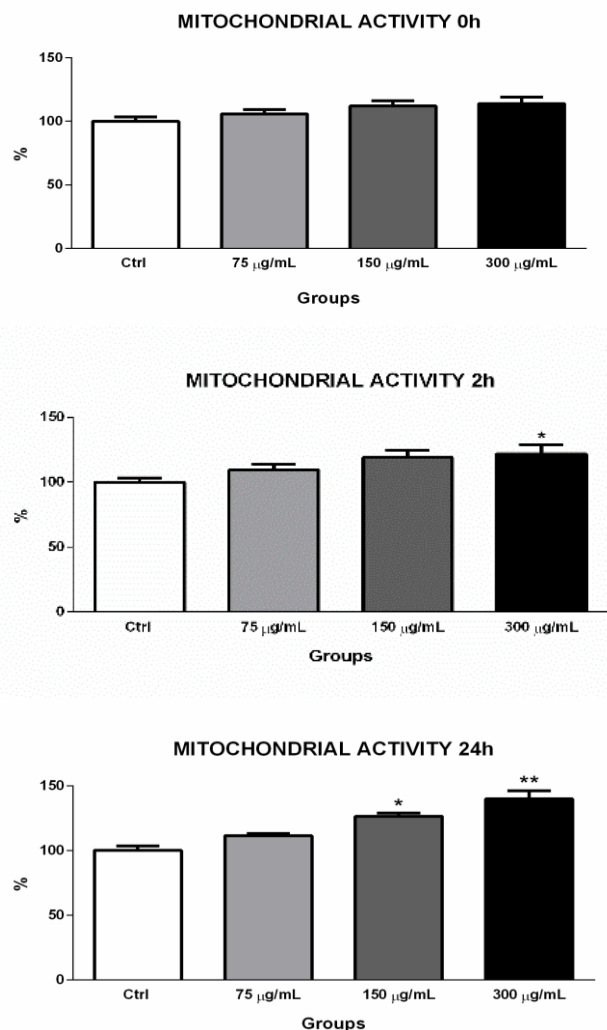 MITOCHONDRIAL ACTIVITY 0h
150
100
50
0
%
Ctrl 75 μg/mL 150 μg/mL 300 μg/mL
Groups
MITOCHONDRIAL ACTIVITY 2h
150
*
100
50
0
%
Ctrl 75 μg/mL 150 μg/mL 300 μg/mL
Groups
MITOCHONDRIAL ACTIVITY 24h
150
* **
100
50
0
%
Ctrl 75 μg/mL 150 μg/mL 300 μg/mL
Groups